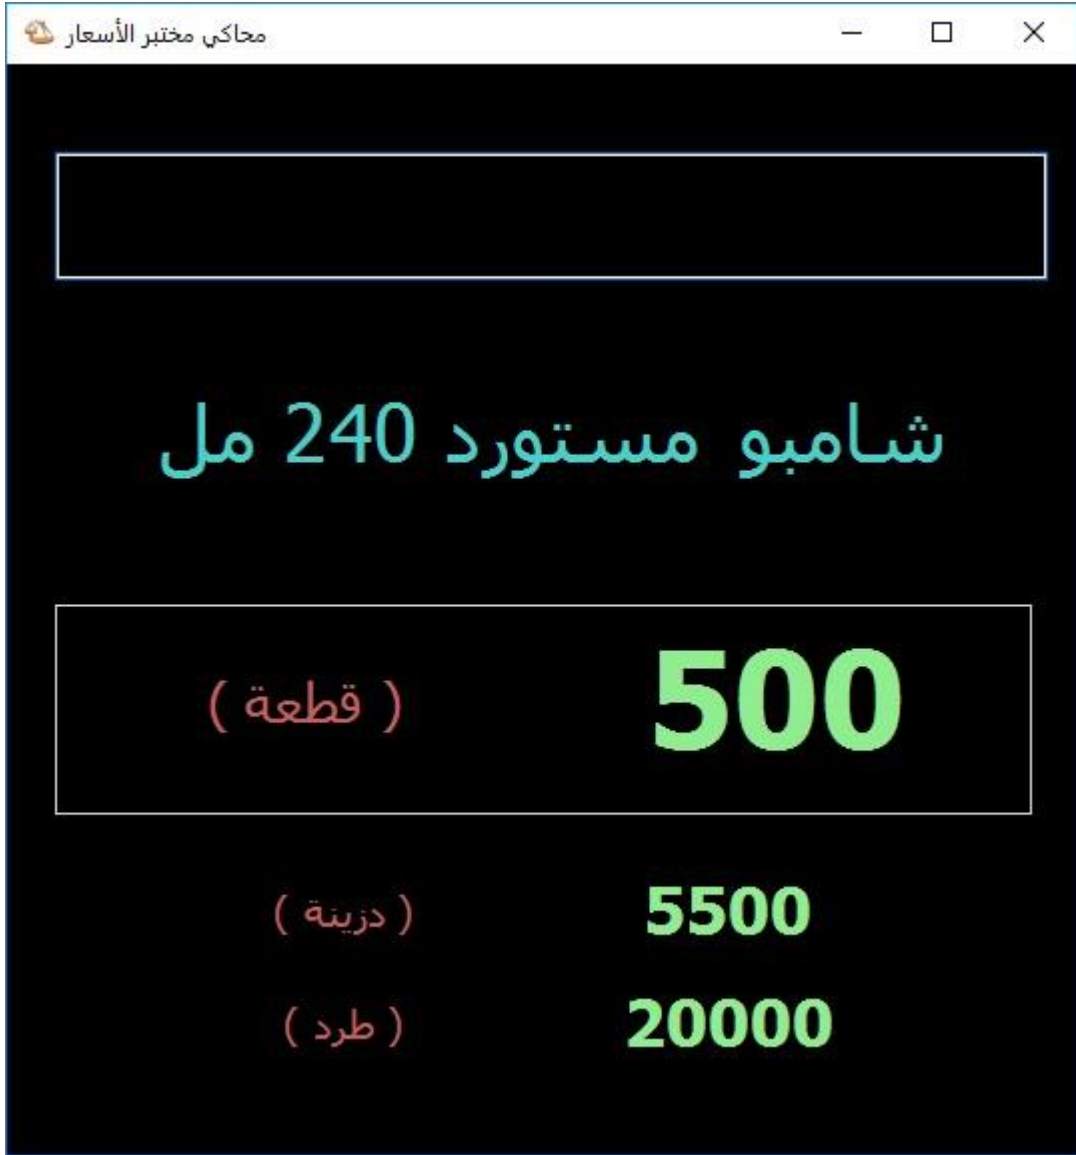 محاكي مختبر الأسعار
شامبو مستورد 240 مل
500 ( قطعة )
5500 ( دزينة )
20000 ( طرد )